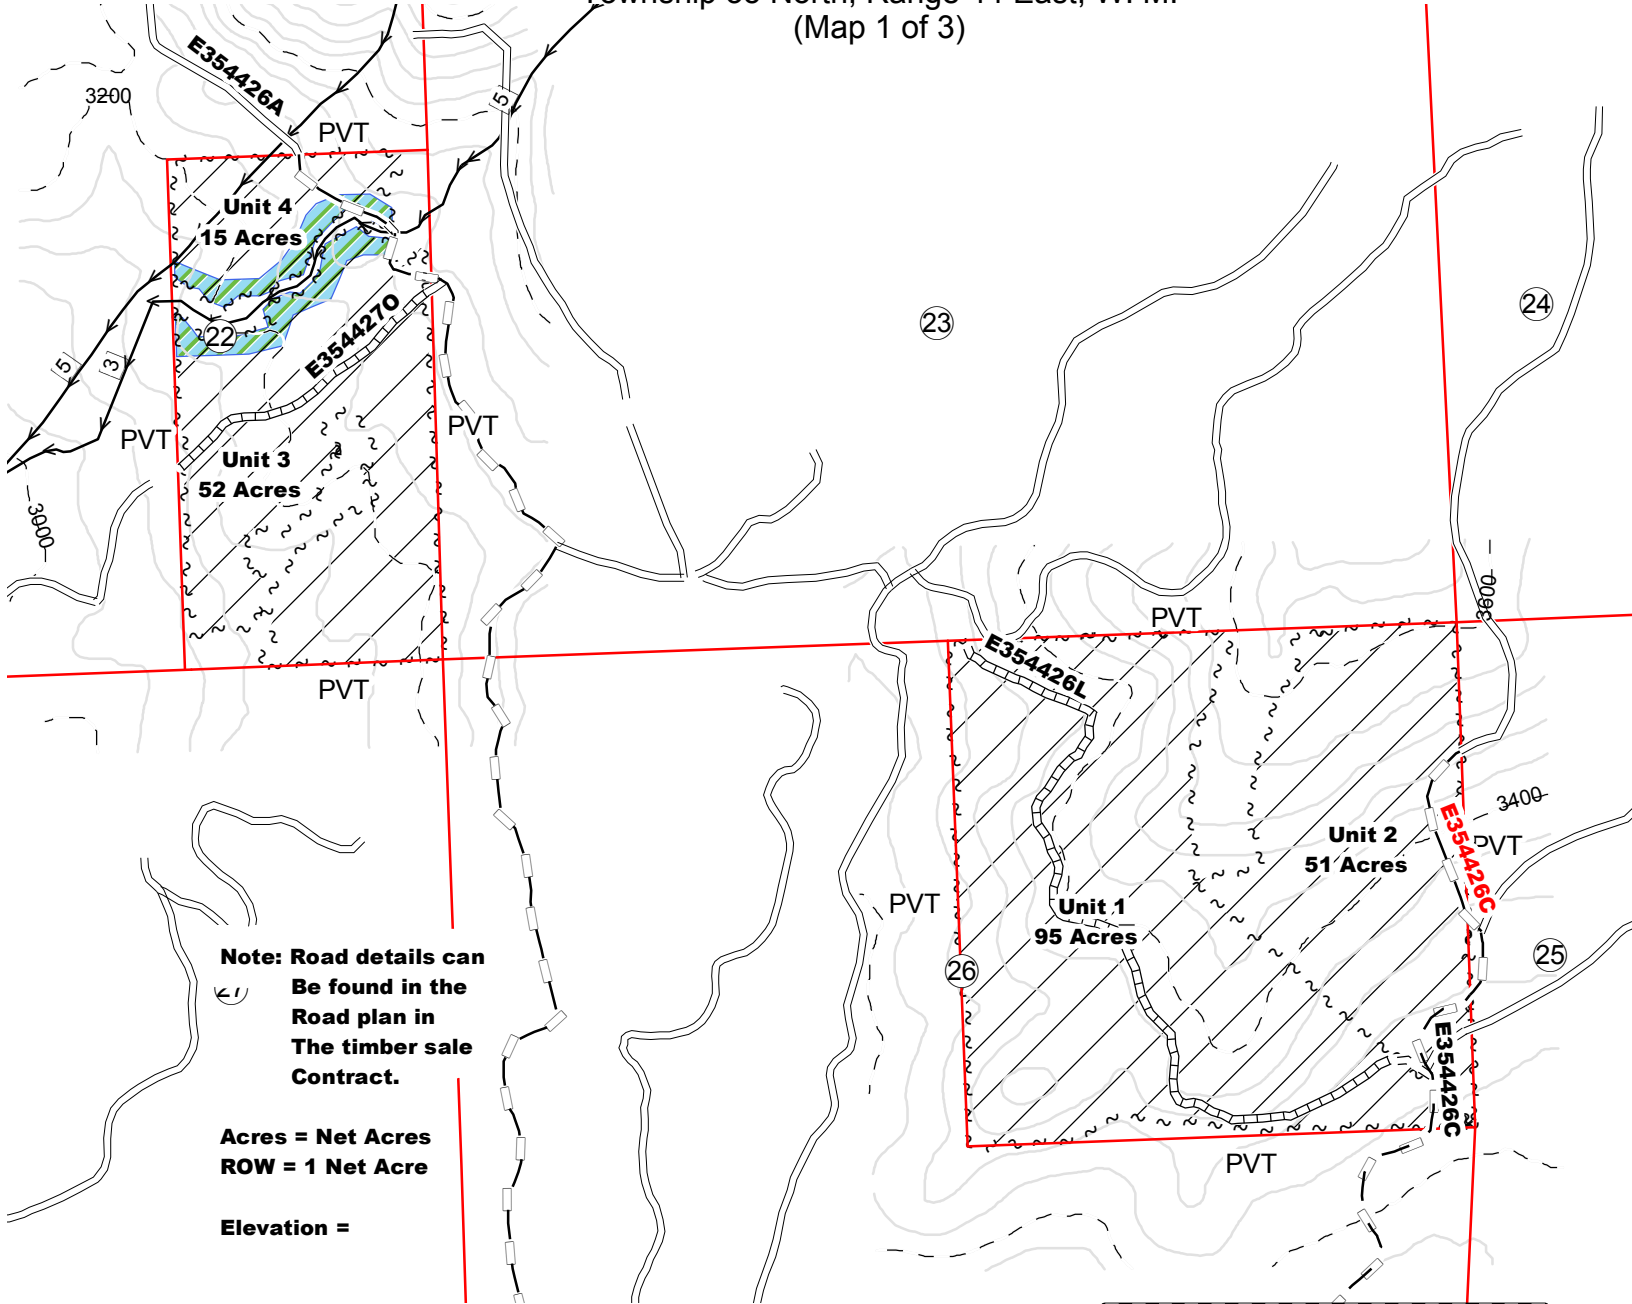 (Map 1 of 3)
E354426A
3200
PVT
5
Unit 4
15 Acres
22
E354427O
5
3
PVT
PVT
Unit 3
52 Acres
3000
PVT
23
24
3600
PVT
E354426L
Unit 2
51 Acres
3400
E354426C
PVT
PVT
Unit 1
95 Acres
26
25
E354426C
PVT
Note: Road details can
Be found in the
Road plan in
The timber sale
Contract.
Acres = Net Acres
ROW = 1 Net Acre
Elevation =